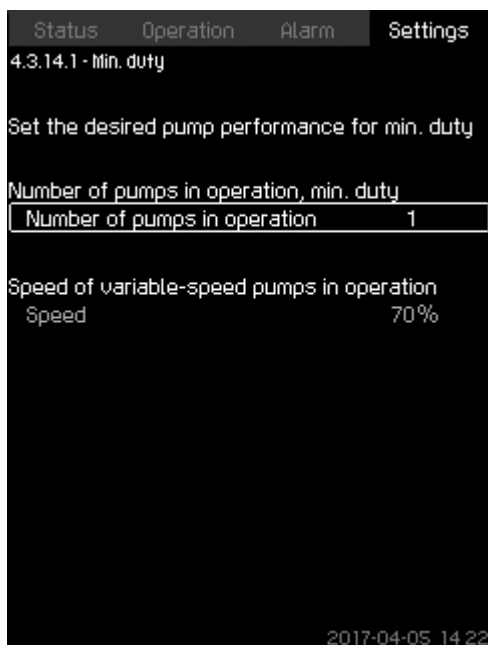 Status Operation Alarm Settings
4.3.14.1 - Min. duty
Set the desired pump performance for min. duty
Number of pumps in operation, min. duty
Number of pumps in operation 1
Speed of variable-speed pumps in operation
Speed 70%
2017-04-05 14:22